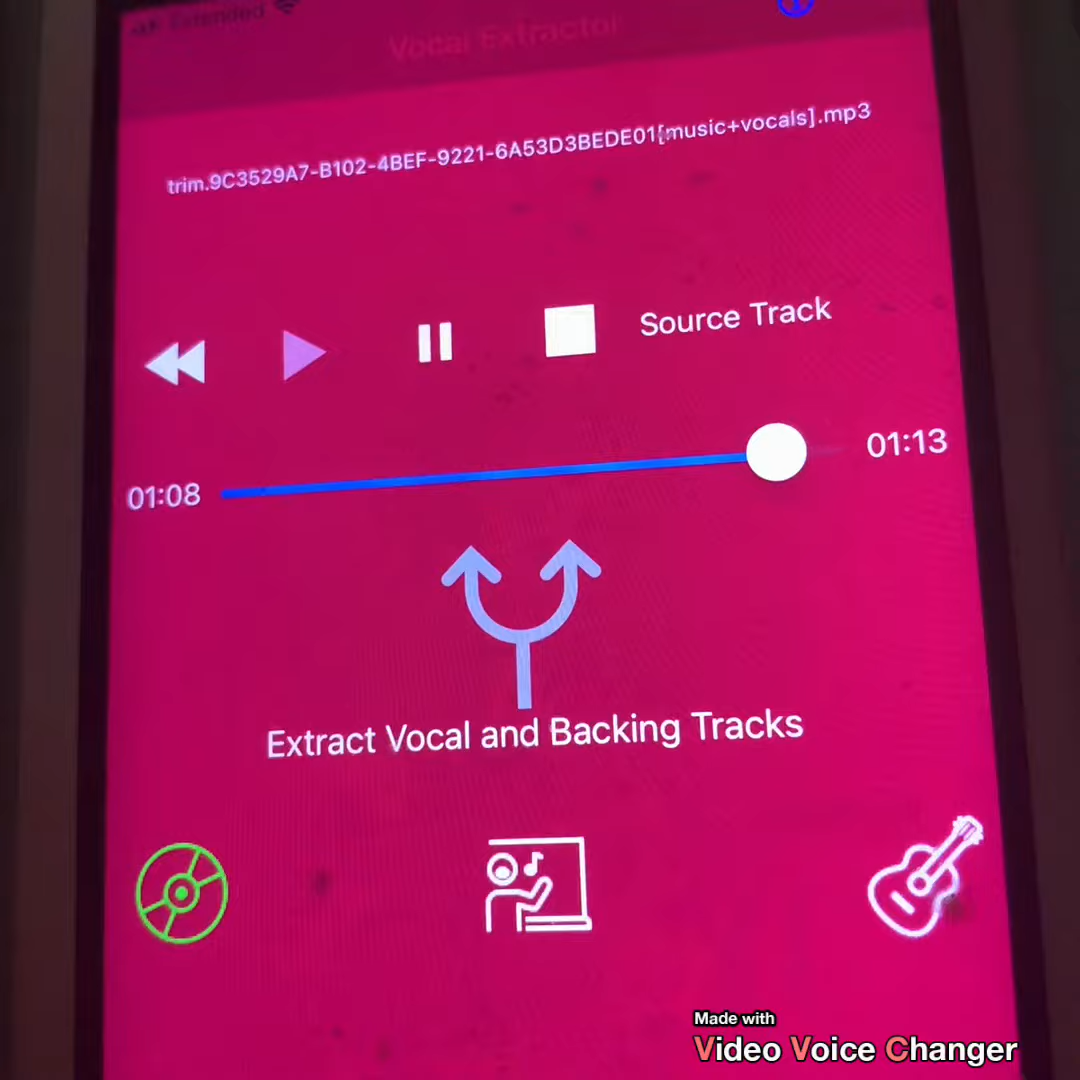 Extended
Vocal Extractor
trim.9C3529A7-B102-4BEF-9221-6A53D3BEDE01[music+vocals].mp3
Source Track
01:08
01:13
Extract Vocal and Backing Tracks
Made with
Video Voice Changer